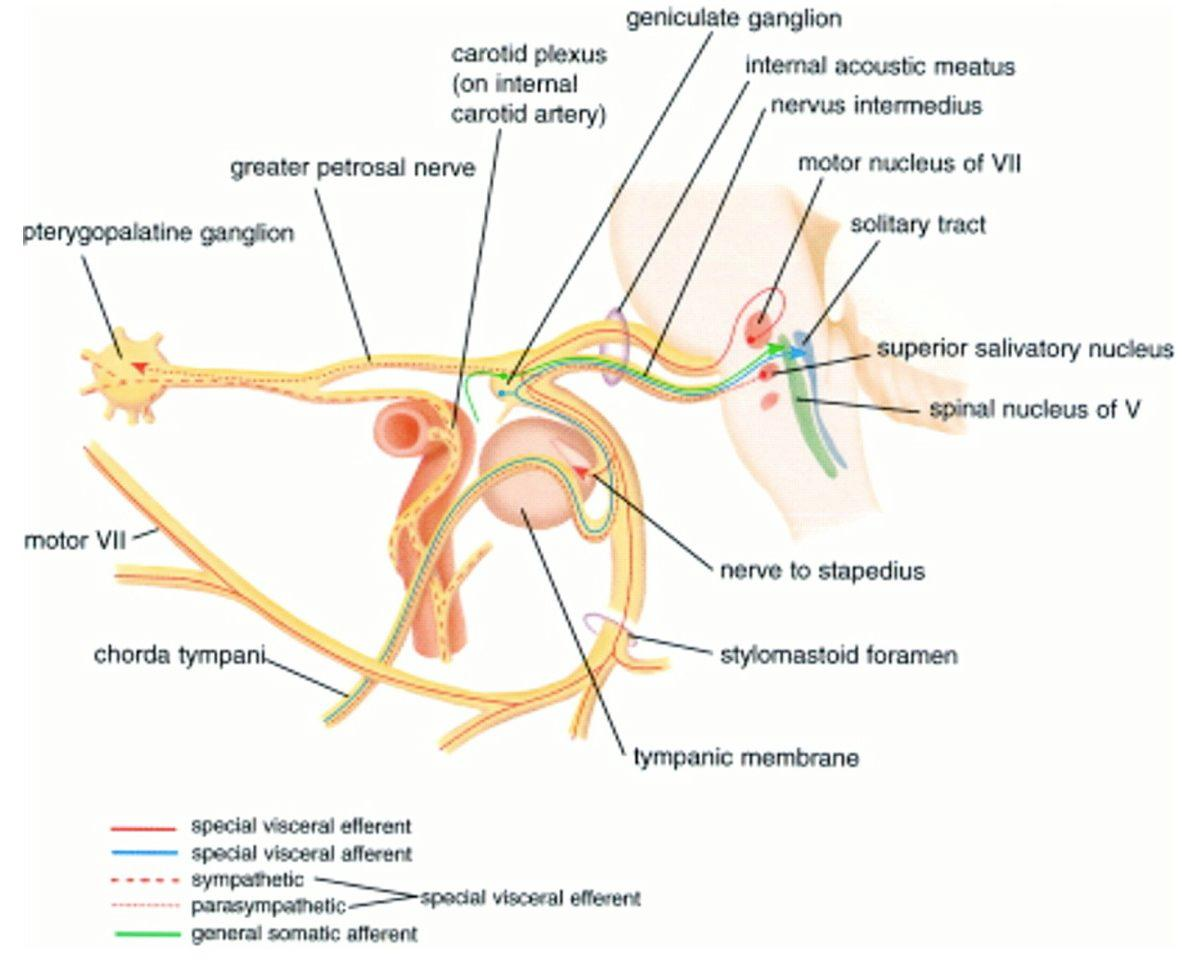 geniculate ganglion
carotid plexus
(on internal
carotid artery)
internal acoustic meatus
nervus intermedius
greater petrosal nerve
motor nucleus of VII
pterygopalatine ganglion
solitary tract
superior salivatory nucleus
spinal nucleus of V
motor VII
nerve to stapedius
chorda tympani
stylomastoid foramen
tympanic membrane
special visceral efferent
special visceral afferent
sympathetic
special visceral efferent
parasympathetic
general somatic afferent